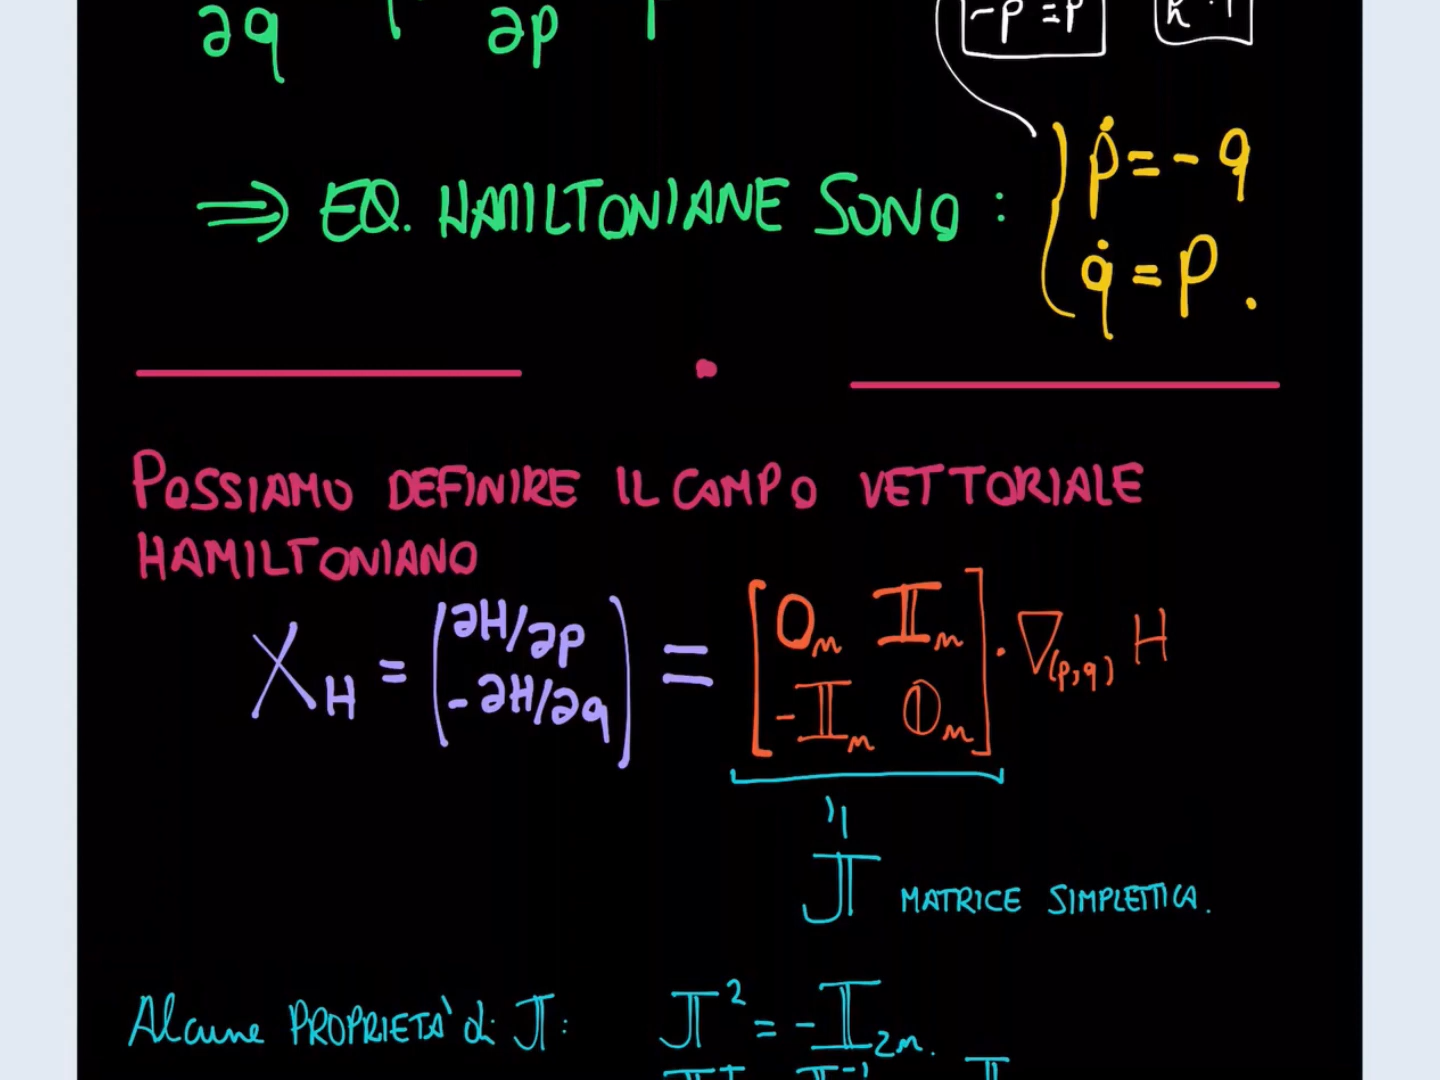 ∂q ∂p
-p = p
⇒ EQ. HAMILTONIANE SONO : { ṗ = - q
q̇ = p .
POSSIAMO DEFINIRE IL CAMPO VETTORIALE
HAMILTONIANO
X_H = ( ∂H/∂p = [ 0_n 𝕀_n ] · ∇_(p,q) H
-∂H/∂q ) -𝕀_n 𝟘_n
"
𝕁 MATRICE SIMPLETTICA.
Alcune PROPRIETÀ di 𝕁 : 𝕁² = -𝕀_2n.